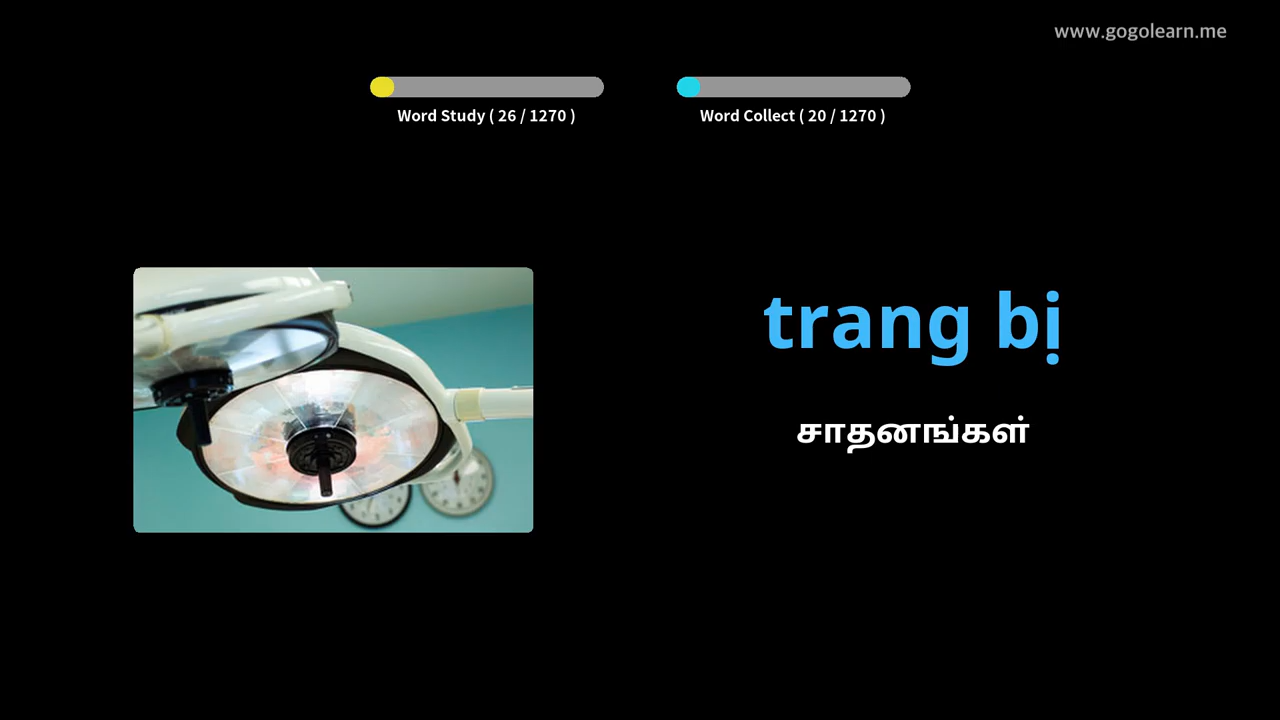 www.gogolearn.me
Word Study ( 26 / 1270 )
Word Collect ( 20 / 1270 )
trang bị
சாதனங்கள்